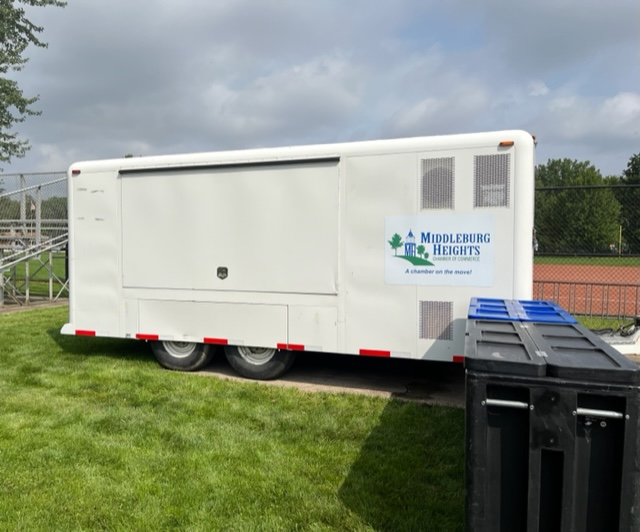 MIDDLEBURG
HEIGHTS
CHAMBER OF COMMERCE
A chamber on the move!